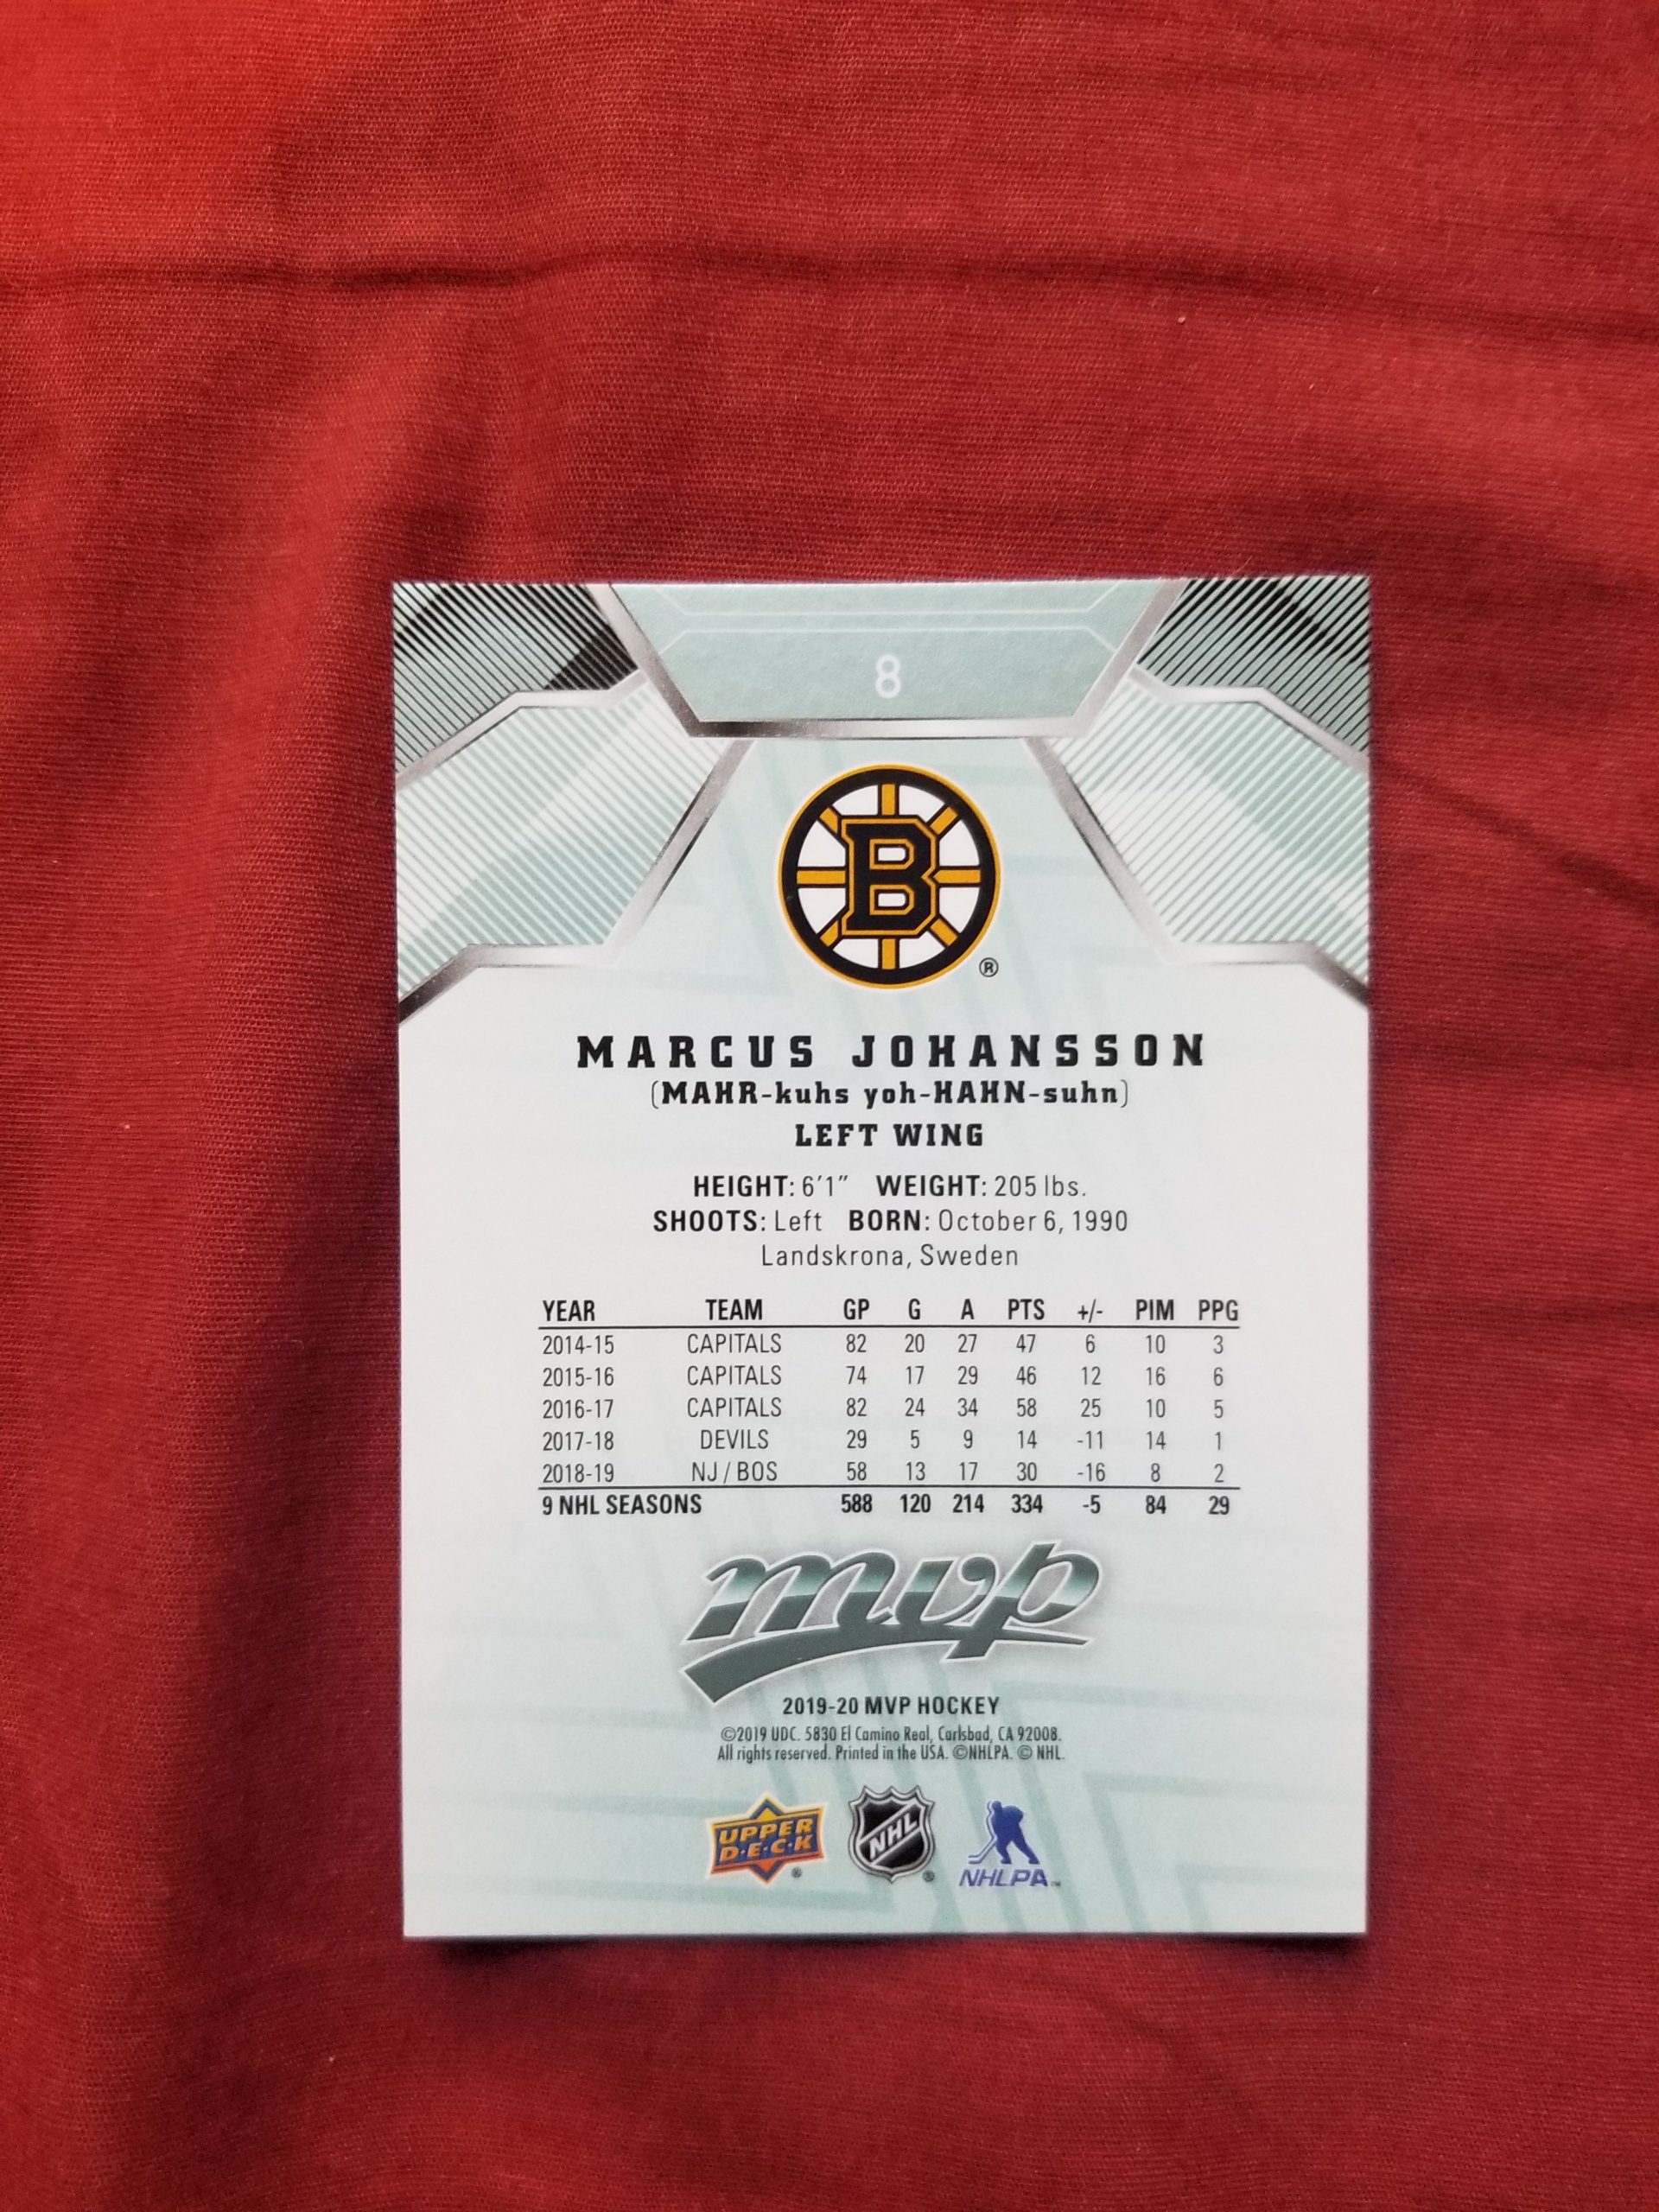 8
B
®
MARCUS JOHANSSON
(MAHR-kuhs yoh-HAHN-suhn)
LEFT WING
HEIGHT: 6'1" WEIGHT: 205 lbs.
SHOOTS: Left BORN: October 6, 1990
Landskrona, Sweden
YEAR TEAM GP G A PTS +/- PIM PPG
2014-15 CAPITALS 82 20 27 47 6 10 3
2015-16 CAPITALS 74 17 29 46 12 16 6
2016-17 CAPITALS 82 24 34 58 25 10 5
2017-18 DEVILS 29 5 9 14 -11 14 1
2018-19 NJ / BOS 58 13 17 30 -16 8 2
9 NHL SEASONS 588 120 214 334 -5 84 29
mvp
2019-20 MVP HOCKEY
©2019 UDC. 5830 El Camino Real, Carlsbad, CA 92008.
All rights reserved. Printed in the USA. ©NHLPA. © NHL.
UPPER
D·E·C·K ®
NHL ®
NHLPA™